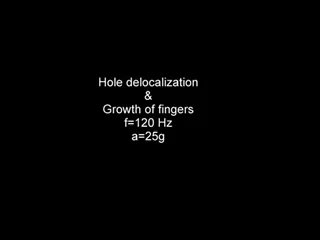 Hole delocalization
&
Growth of fingers
f=120 Hz
a=25g